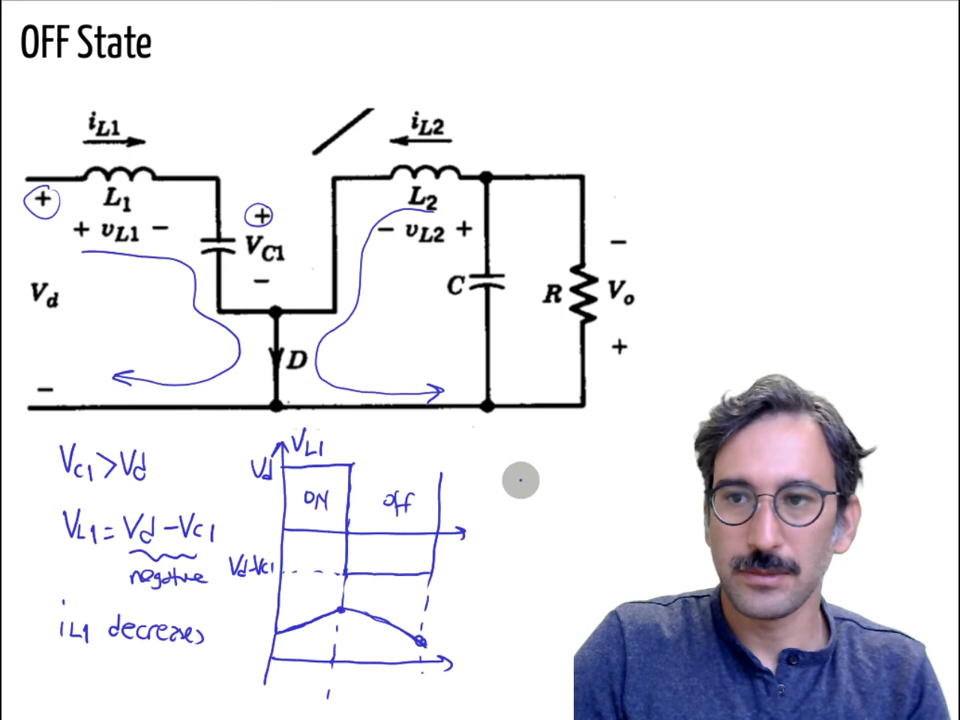 OFF State
iL1
iL2
+
L1
+
L2
+ vL1 −
VC1
− vL2 +
−
−
Vd
C
R
Vo
D
+
−
VC1 > Vd
VL1
Vd
ON
Off
VL1 = Vd − VC1
negative
Vd-VC1
iL1 decreases